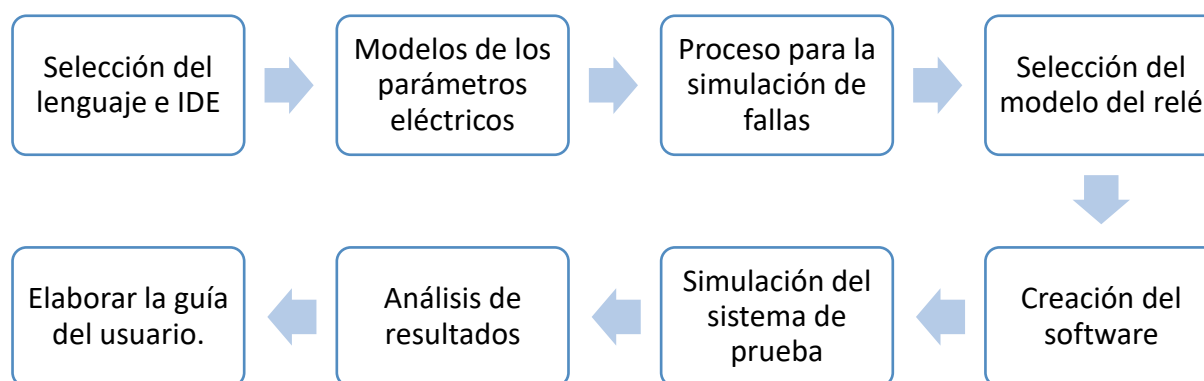 Selección del
lenguaje e IDE
Modelos de los
parámetros
eléctricos
Proceso para la
simulación de
fallas
Selección del
modelo del relé
Creación del
software
Simulación del
sistema de
prueba
Análisis de
resultados
Elaborar la guía
del usuario.